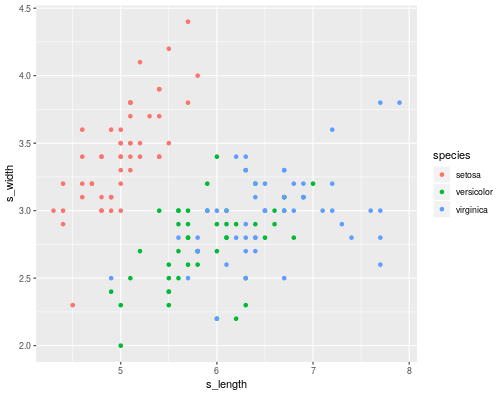 4.5
4.0
3.5
3.0
2.5
2.0
s_width
5
6
7
8
s_length
species
setosa
versicolor
virginica